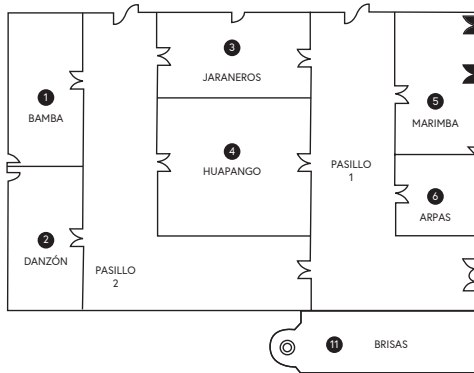 1
BAMBA
3
JARANEROS
4
HUAPANGO
PASILLO
1
5
MARIMBA
6
ARPAS
2
DANZÓN
PASILLO
2
11
BRISAS